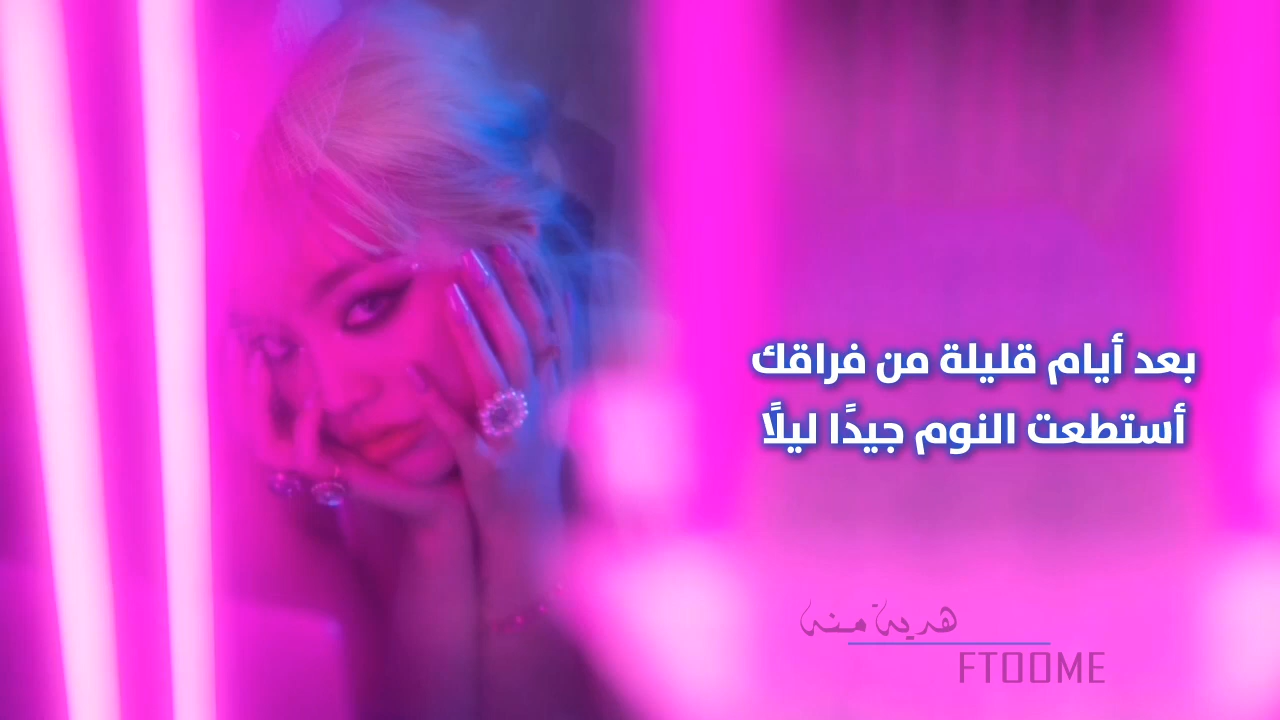 بعد أيام قليلة من فراقك
أستطعت النوم جيدًا ليلًا
هدية منه
FTOOME